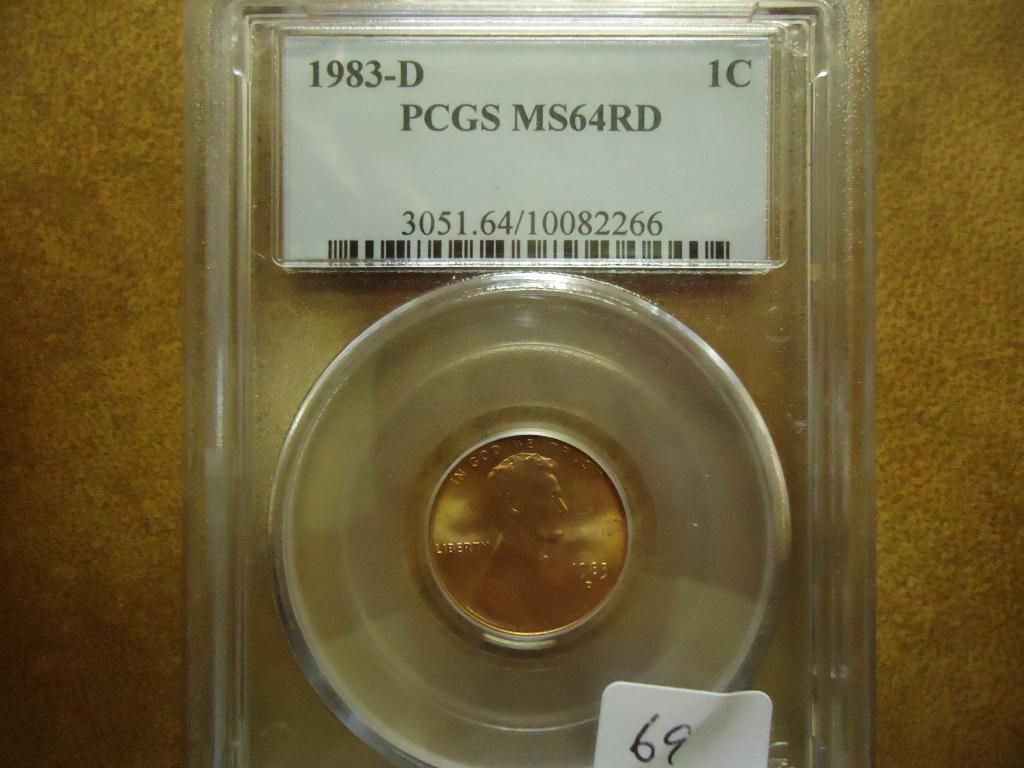 1983-D 1C
PCGS MS64RD
3051.64/10082266
IN GOD WE TRUST
LIBERTY
1983
D
69